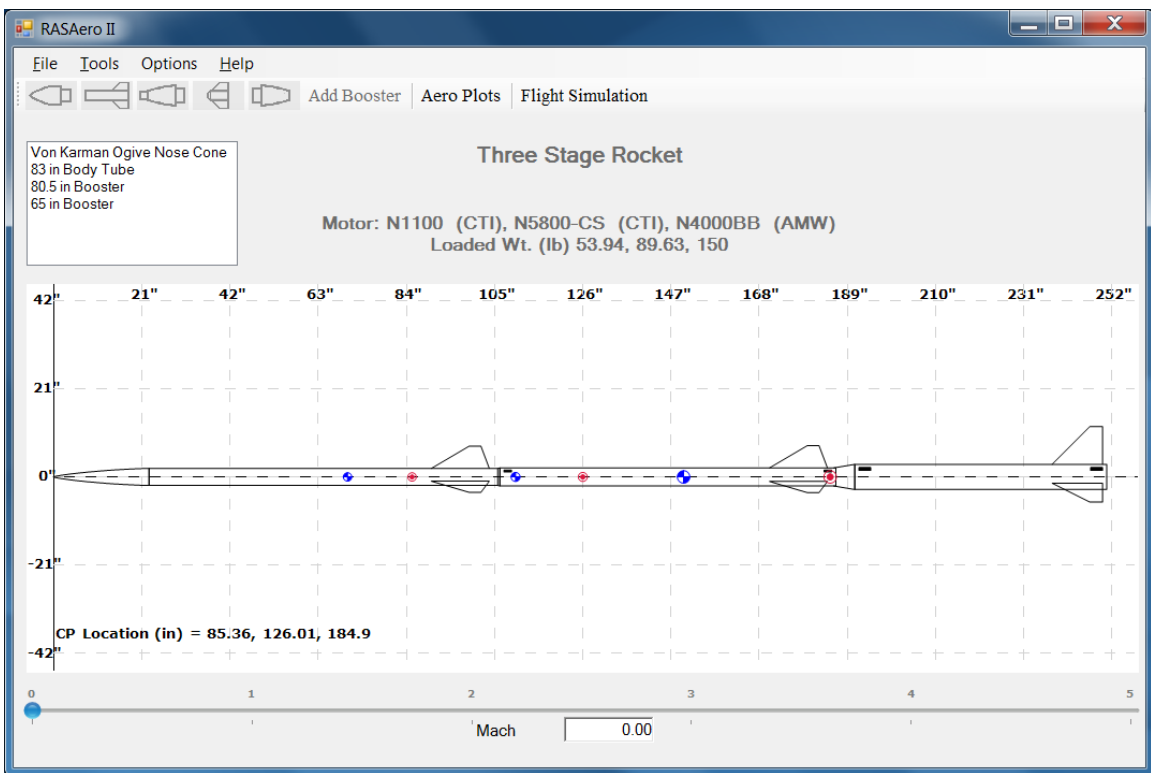 RASAero II
File Tools Options Help
Add Booster Aero Plots Flight Simulation
Von Karman Ogive Nose Cone
83 in Body Tube
80.5 in Booster
65 in Booster
Three Stage Rocket
Motor: N1100 (CTI), N5800-CS (CTI), N4000BB (AMW)
Loaded Wt. (lb) 53.94, 89.63, 150
42" 21" 42" 63" 84" 105" 126" 147" 168" 189" 210" 231" 252"
21"
0"
-21"
CP Location (in) = 85.36, 126.01, 184.9
-42"
0 1 2 3 4 5
Mach 0.00